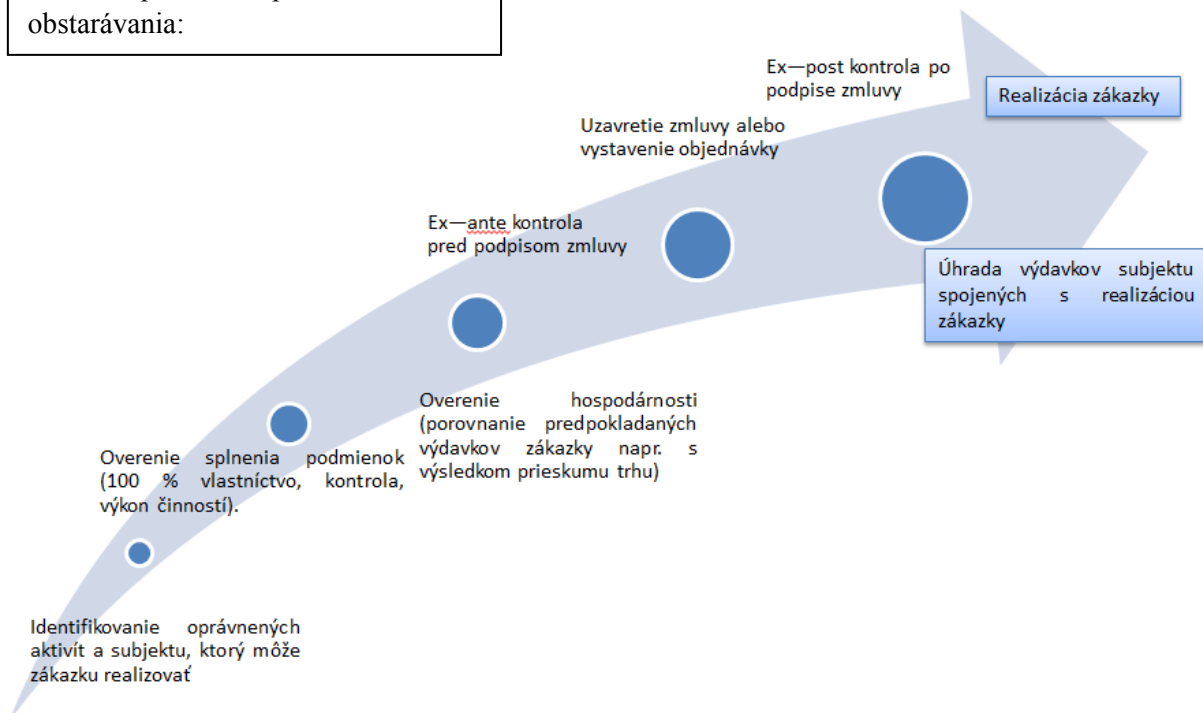 obstarávania:
Ex—post kontrola po
podpise zmluvy
Realizácia zákazky
Uzavretie zmluvy alebo
vystavenie objednávky
Ex—ante kontrola
pred podpisom zmluvy
Úhrada výdavkov subjektu
spojených s realizáciou
zákazky
Overenie hospodárnosti
(porovnanie predpokladaných
výdavkov zákazky napr. s
výsledkom prieskumu trhu)
Overenie splnenia podmienok
(100 % vlastníctvo, kontrola,
výkon činností).
Identifikovanie oprávnených
aktivít a subjektu, ktorý môže
zákazku realizovať